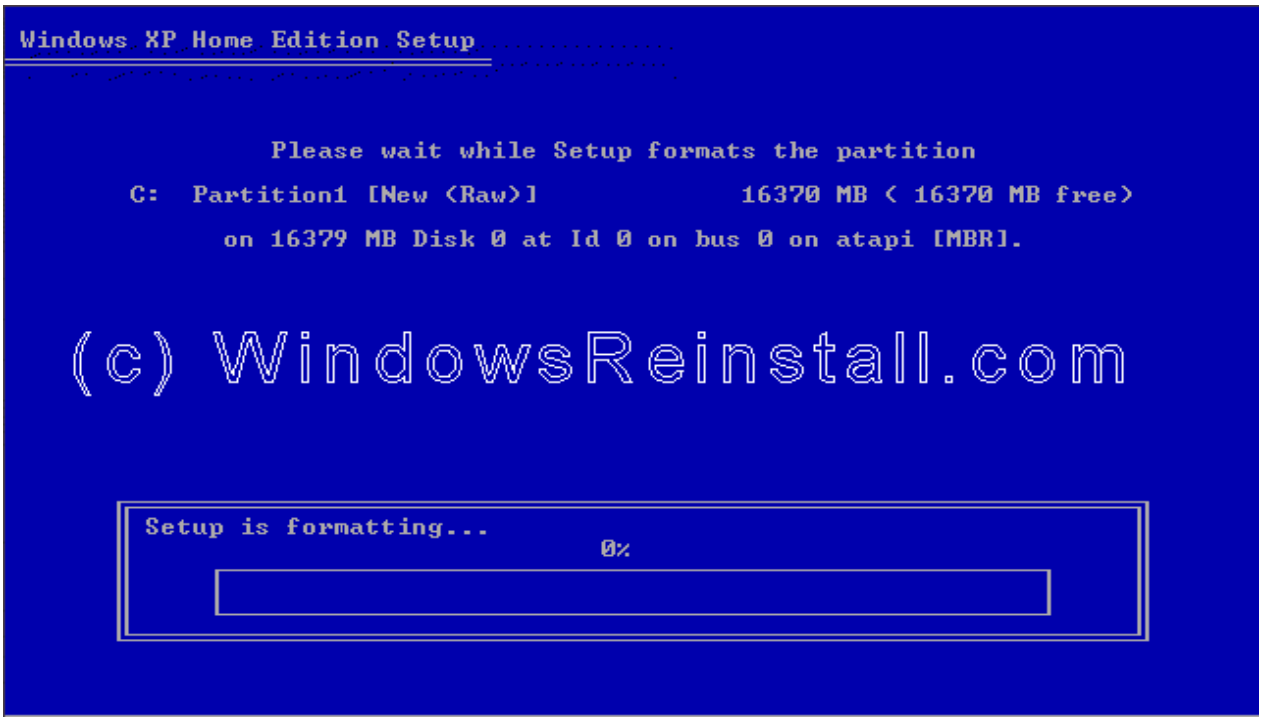 Windows XP Home Edition Setup
Please wait while Setup formats the partition
C: Partition1 [New (Raw)] 16370 MB ( 16370 MB free)
on 16379 MB Disk 0 at Id 0 on bus 0 on atapi [MBR].
(c) WindowsReinstall.com
Setup is formatting...
0%